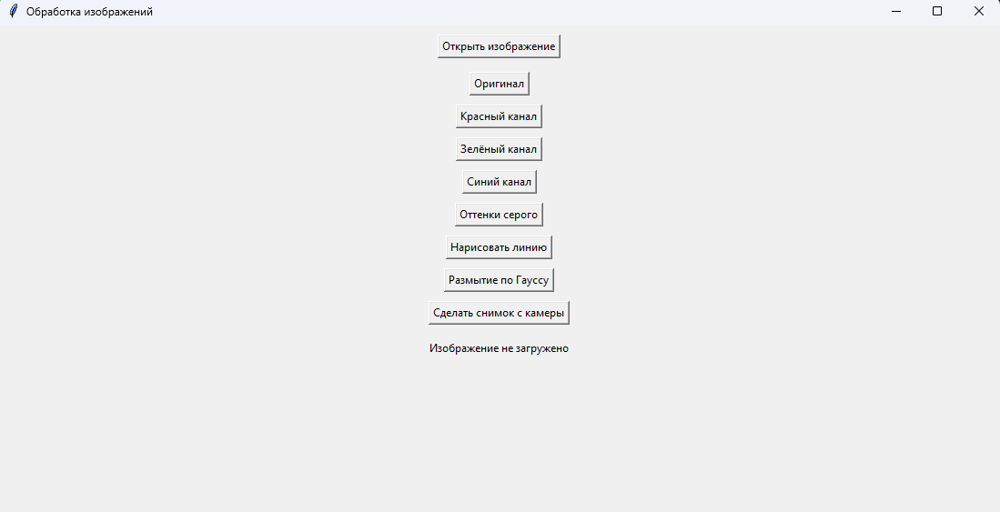 Обработка изображений
Открыть изображение
Оригинал
Красный канал
Зелёный канал
Синий канал
Оттенки серого
Нарисовать линию
Размытие по Гауссу
Сделать снимок с камеры
Изображение не загружено